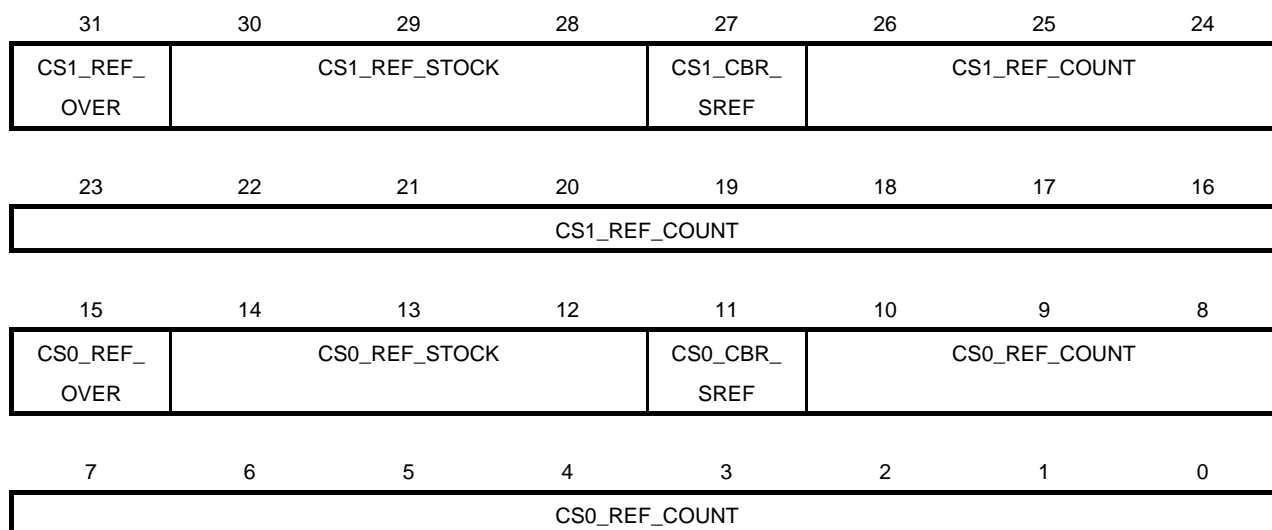 31 30 29 28 27 26 25 24
CS1_REF_ CS1_REF_STOCK CS1_CBR_ CS1_REF_COUNT
OVER SREF
23 22 21 20 19 18 17 16
CS1_REF_COUNT
15 14 13 12 11 10 9 8
CS0_REF_ CS0_REF_STOCK CS0_CBR_ CS0_REF_COUNT
OVER SREF
7 6 5 4 3 2 1 0
CS0_REF_COUNT